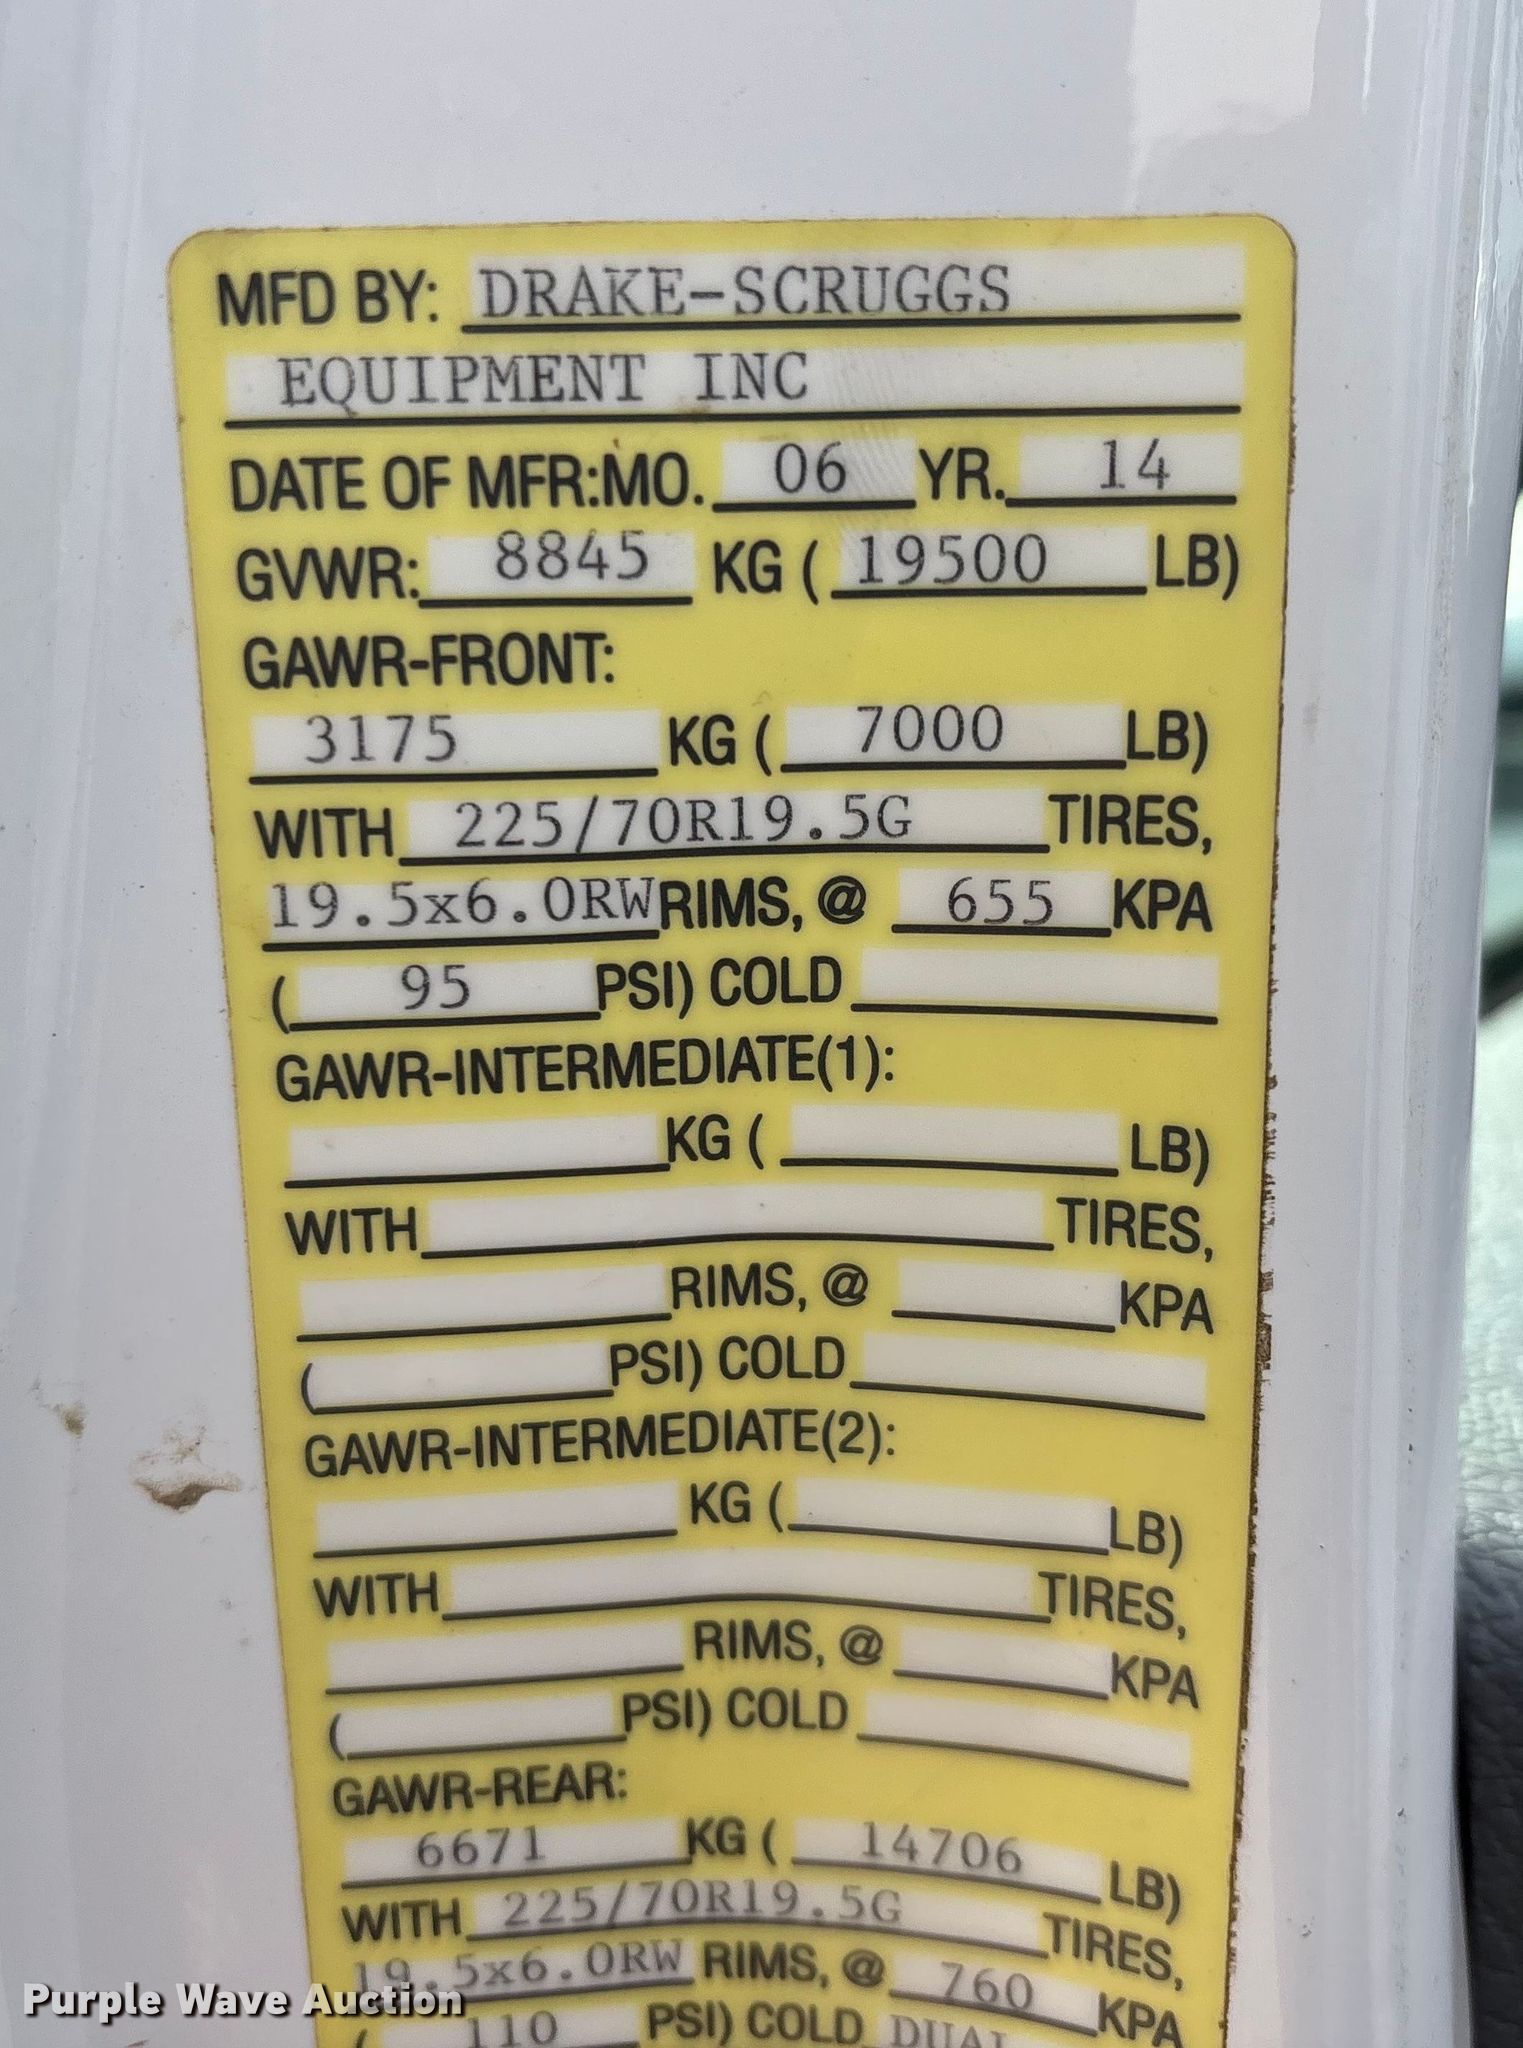 MFD BY: DRAKE-SCRUGGS
EQUIPMENT INC
DATE OF MFR:MO. 06 YR. 14
GVWR: 8845 KG ( 19500 LB)
GAWR-FRONT:
3175 KG ( 7000 LB)
WITH 225/70R19.5G TIRES,
19.5x6.0RW RIMS, @ 655 KPA
( 95 PSI) COLD
GAWR-INTERMEDIATE(1):
KG ( LB)
WITH TIRES,
RIMS, @ KPA
( PSI) COLD
GAWR-INTERMEDIATE(2):
KG ( LB)
WITH TIRES,
RIMS, @ KPA
( PSI) COLD
GAWR-REAR:
6671 KG ( 14706 LB)
WITH 225/70R19.5G TIRES,
19.5x6.0RW RIMS, @ 760 KPA
( 110 PSI) COLD DUAL
Purple Wave Auction